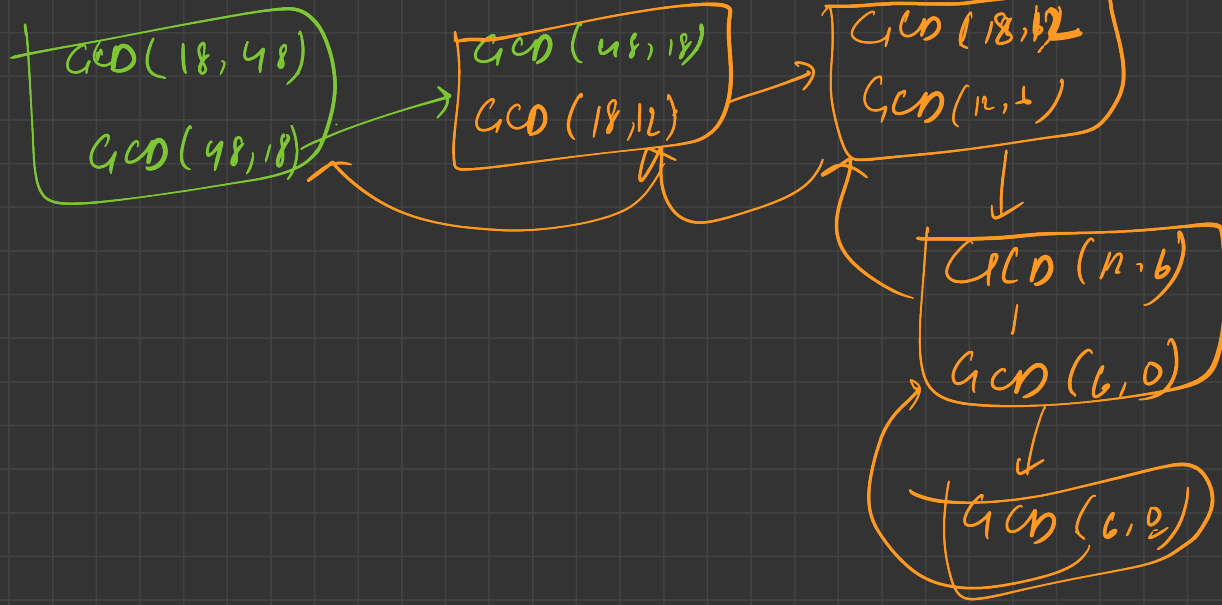 GCD(18,48)
GCD(48,18)
GCD(48,18)
GCD(18,12)
GCD(18,12
GCD(12,6)
GCD(12,6)
GCD(6,0)
GCD(6,0)